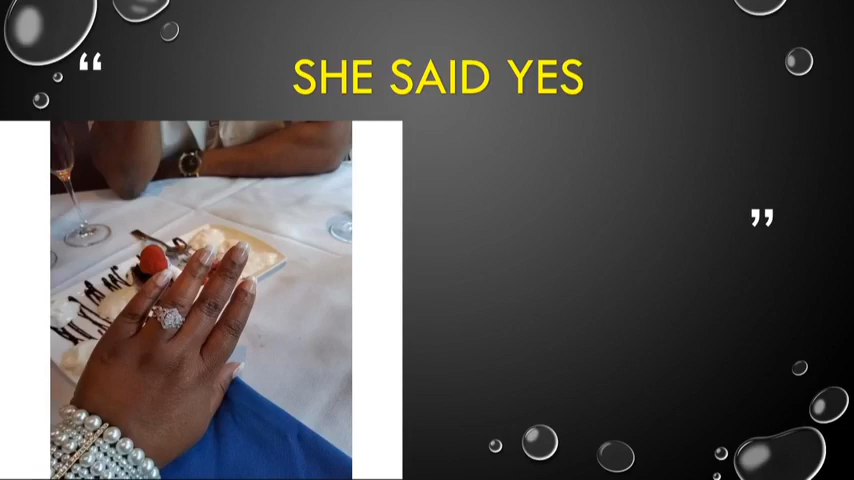 “
SHE SAID YES
”